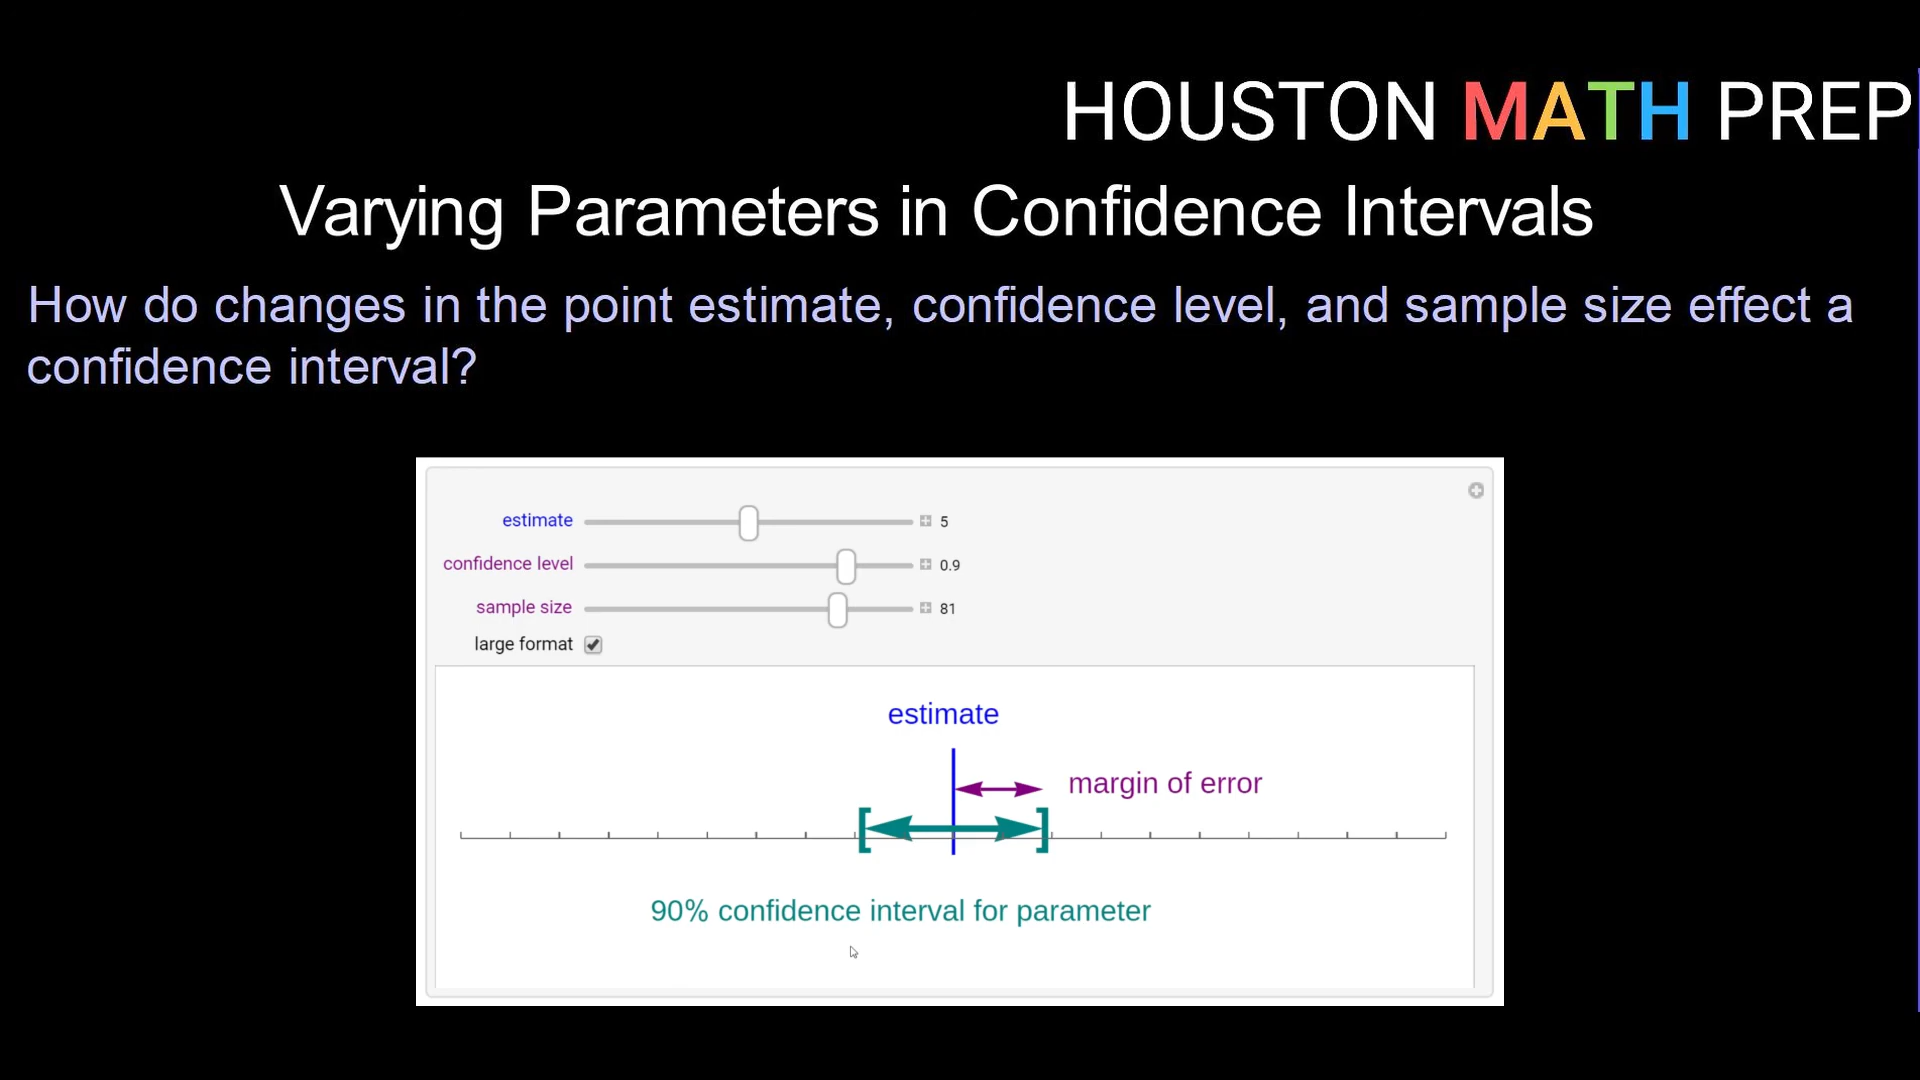 HOUSTON MATH PREP
Varying Parameters in Confidence Intervals
How do changes in the point estimate, confidence level, and sample size effect a
confidence interval?
estimate 5
confidence level 0.9
sample size 81
large format
estimate
margin of error
[ ]
90% confidence interval for parameter